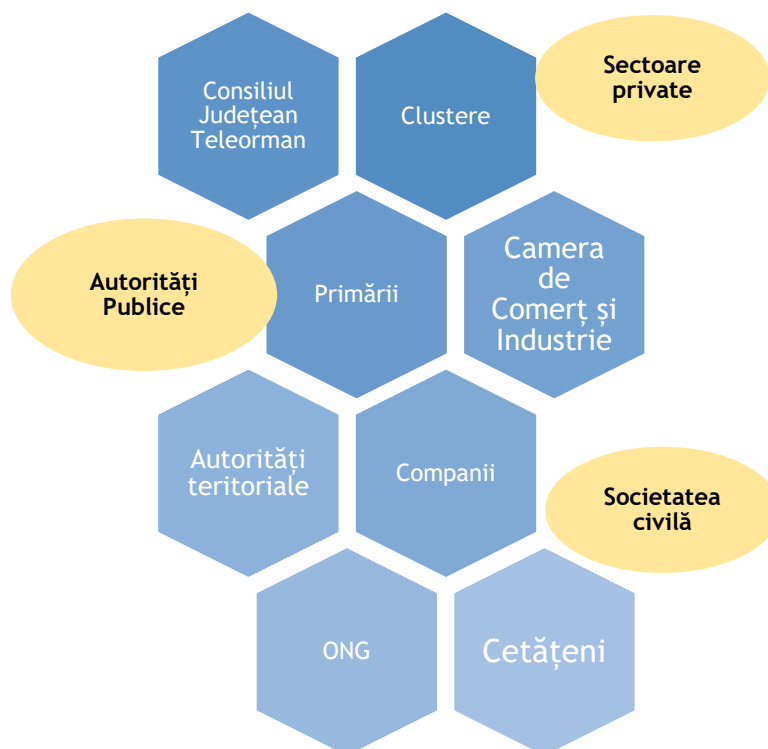 Consiliul
Județean
Teleorman
Clustere
Sectoare
private
Autorități
Publice
Primării
Camera
de
Comerț și
Industrie
Autorități
teritoriale
Companii
Societatea
civilă
ONG
Cetățeni